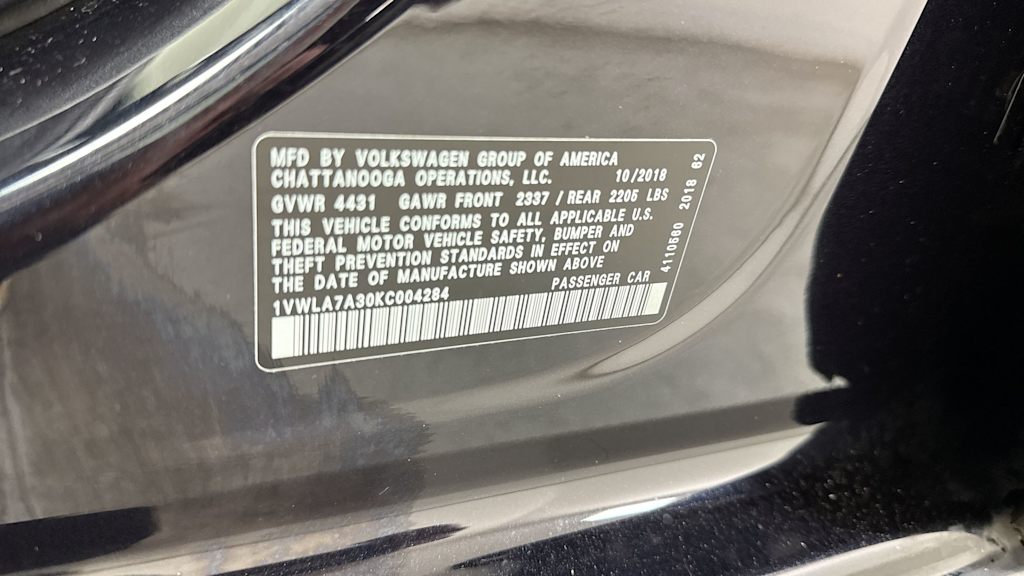 MFD BY VOLKSWAGEN GROUP OF AMERICA
CHATTANOOGA OPERATIONS, LLC. 10/2018
GVWR 4431 GAWR FRONT 2337 / REAR 2205 LBS
THIS VEHICLE CONFORMS TO ALL APPLICABLE U.S.
FEDERAL MOTOR VEHICLE SAFETY, BUMPER AND
THEFT PREVENTION STANDARDS IN EFFECT ON
THE DATE OF MANUFACTURE SHOWN ABOVE
1VWLA7A30KC004284 PASSENGER CAR
4110580 2018 62